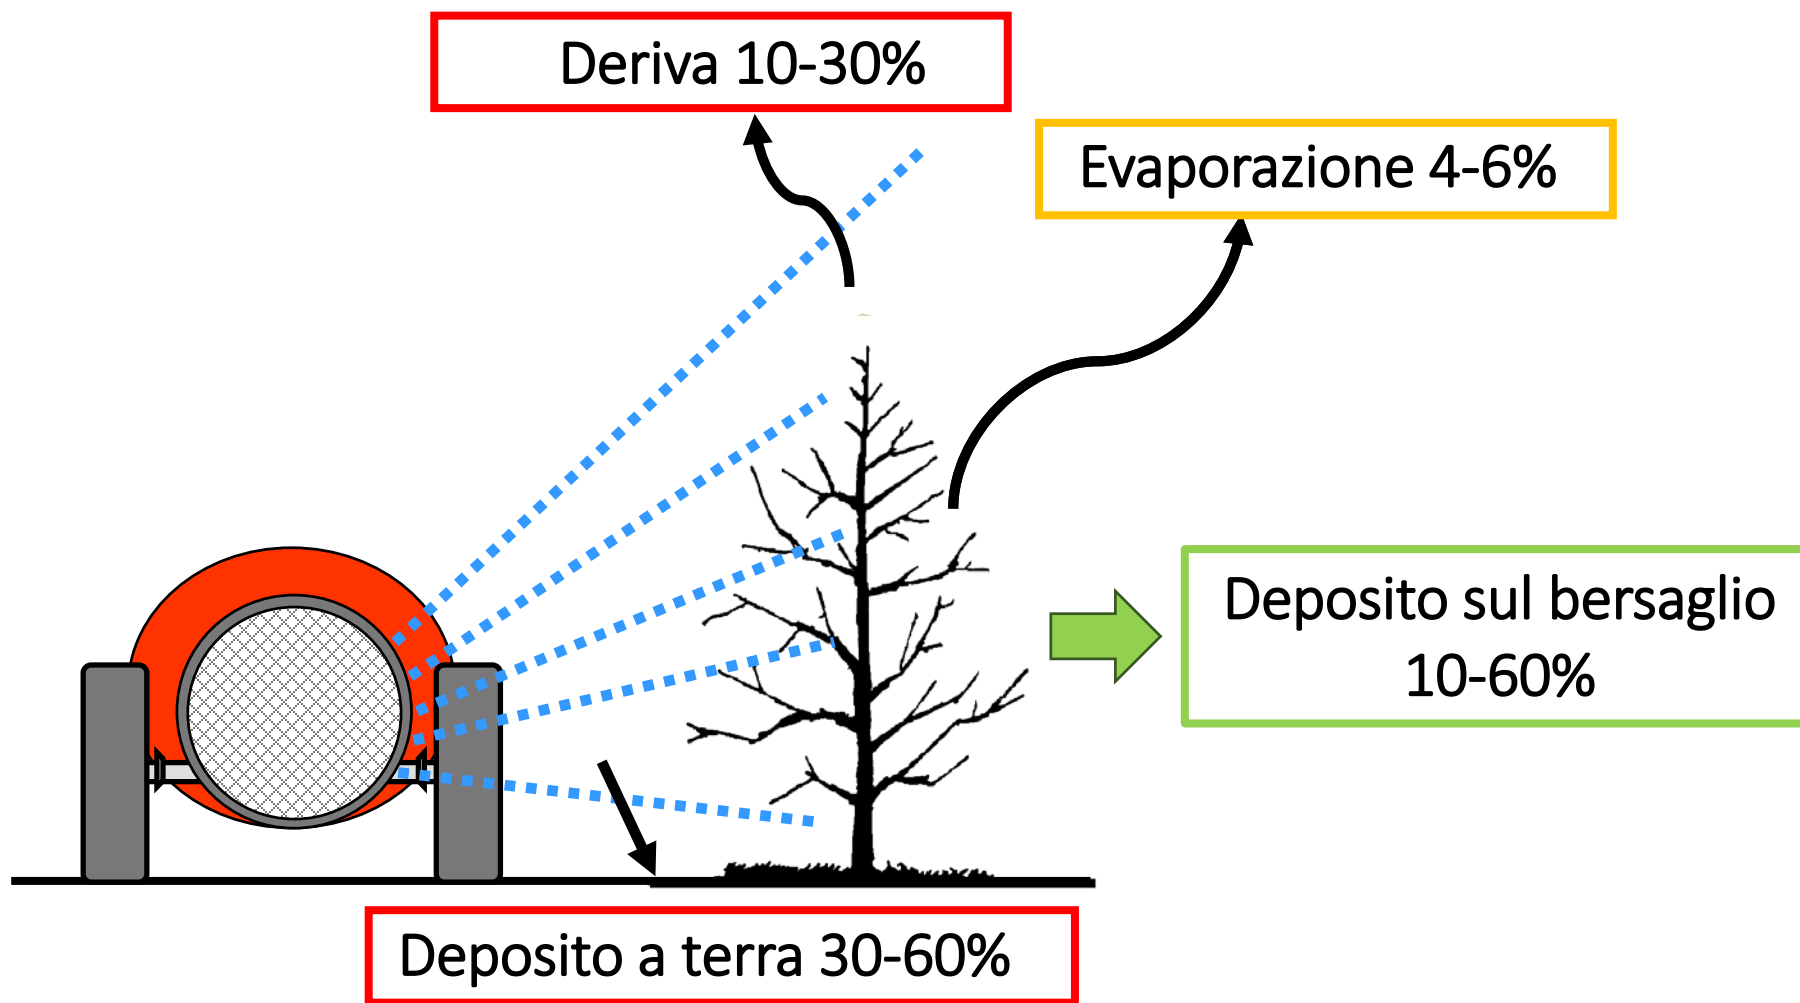 Deriva 10-30%
Evaporazione 4-6%
Deposito sul bersaglio
10-60%
Deposito a terra 30-60%